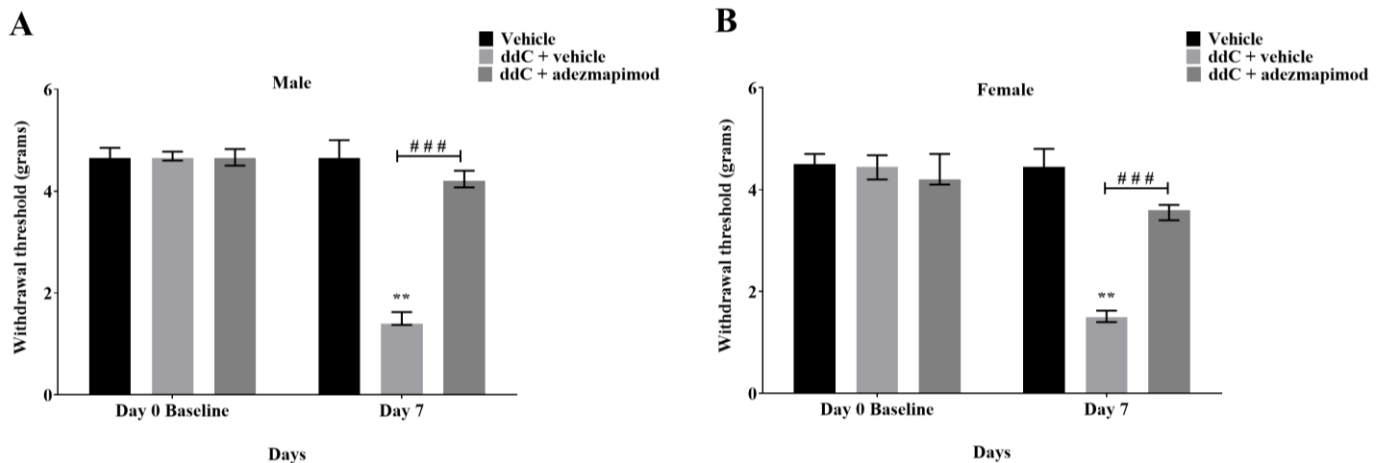 A
Vehicle
ddC + vehicle
ddC + adezmapimod
Male
Withdrawal threshold (grams)
6
4
2
0
###
**
Day 0 Baseline
Day 7
Days
B
Vehicle
ddC + vehicle
ddC + adezmapimod
Female
Withdrawal threshold (grams)
6
4
2
0
###
**
Day 0 Baseline
Day 7
Days